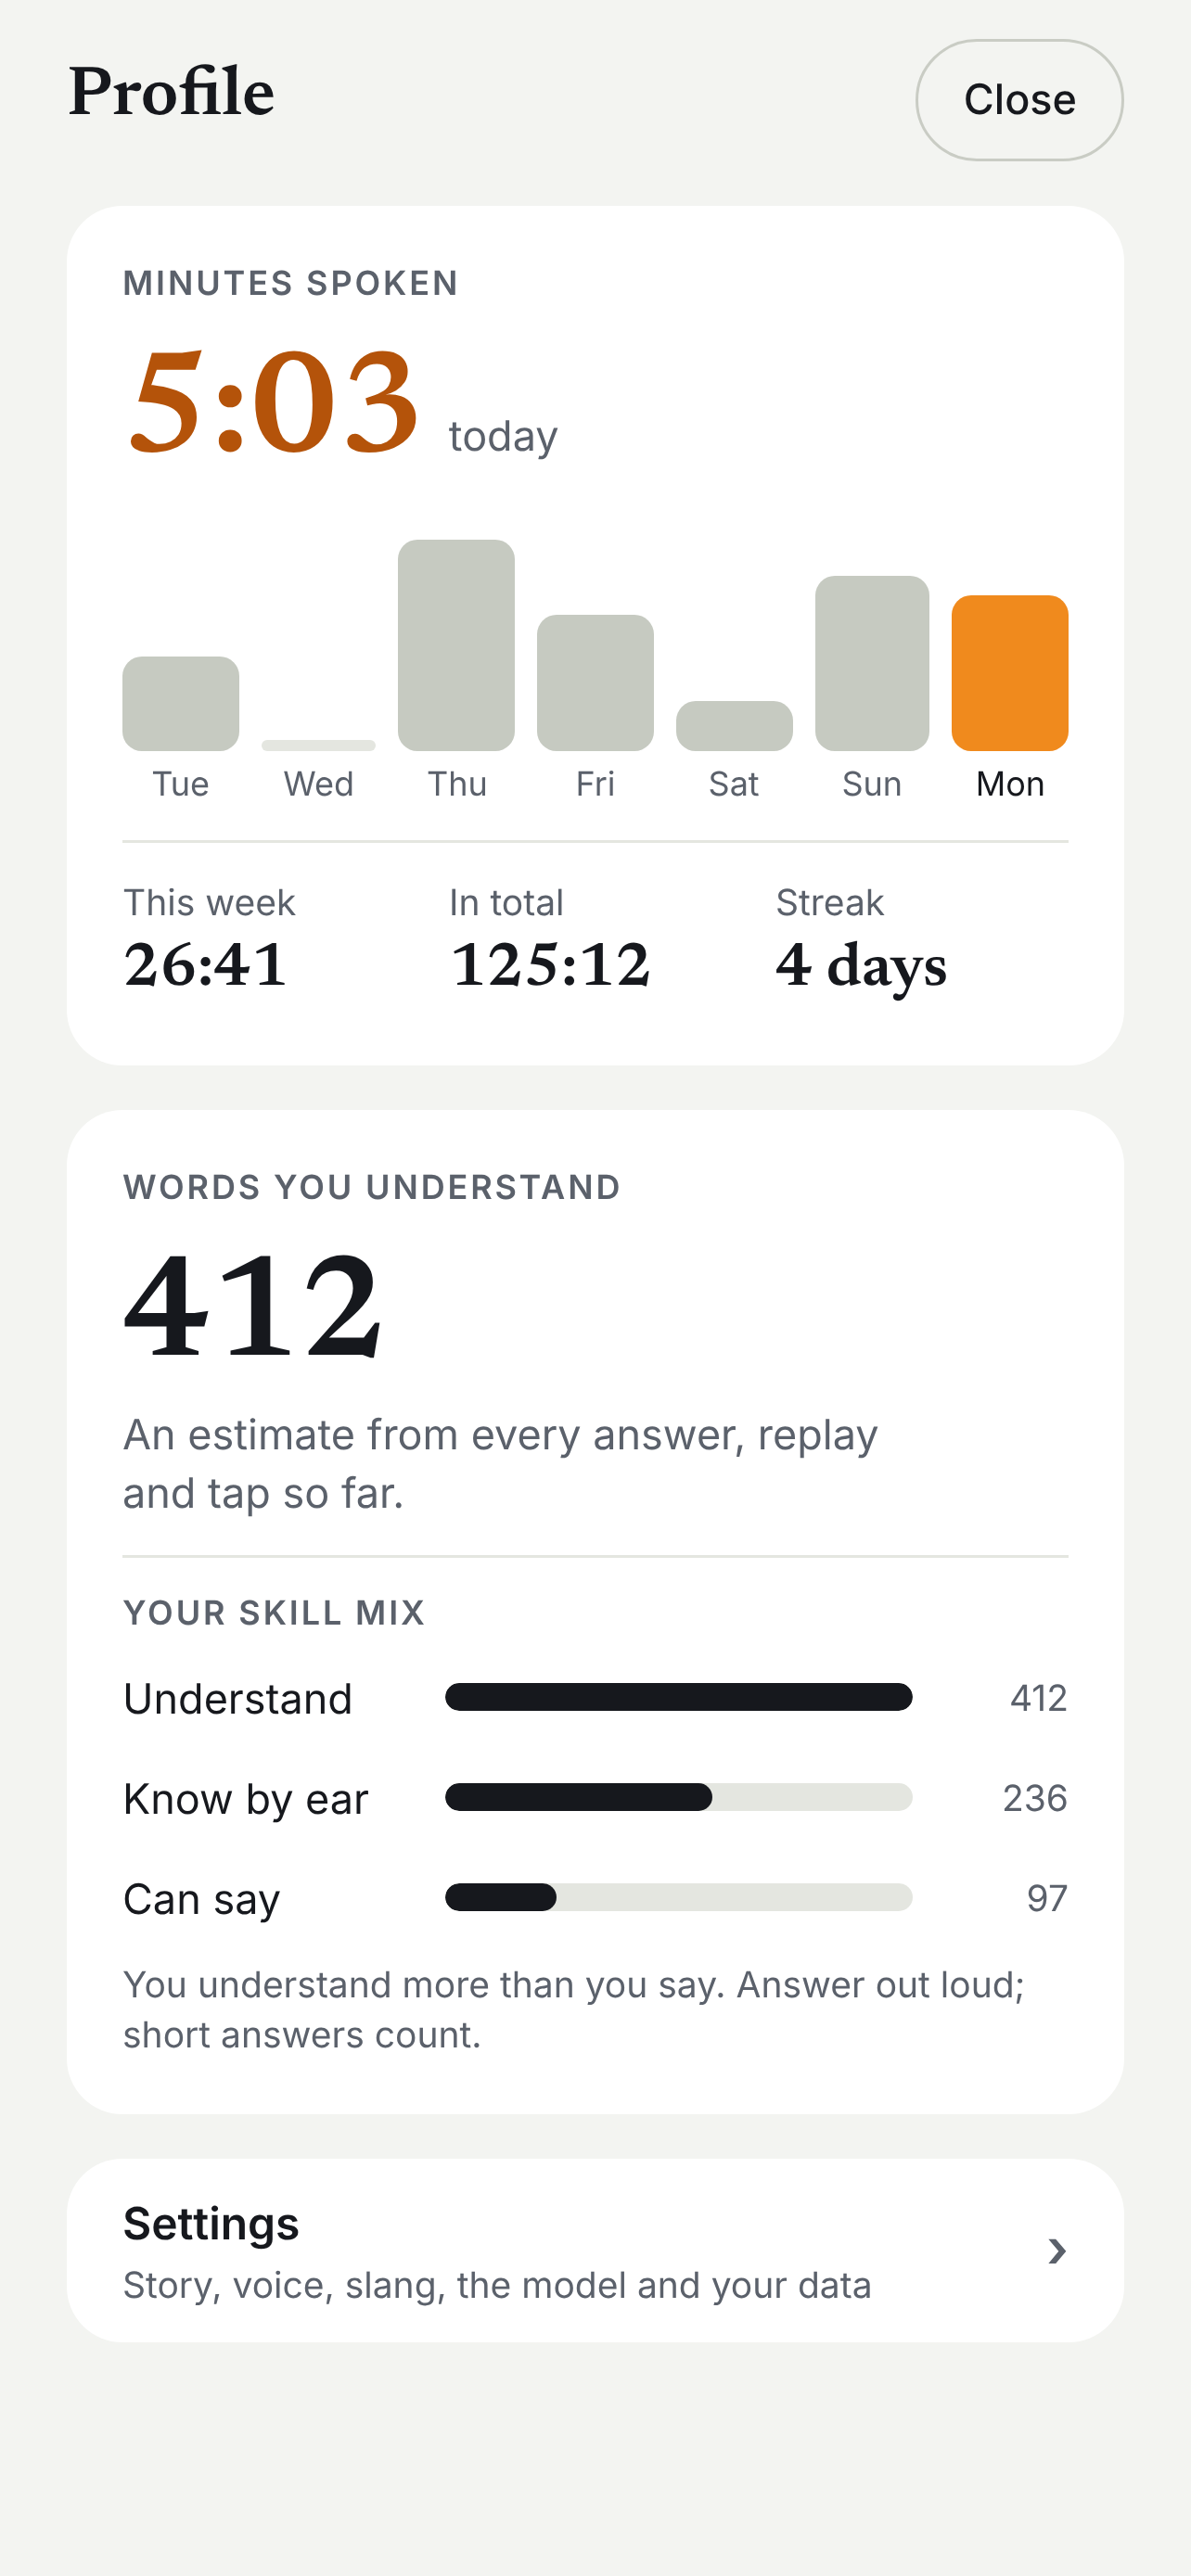 Profile
Close
MINUTES SPOKEN
5:03 today
Tue Wed Thu Fri Sat Sun Mon
This week In total Streak
26:41 125:12 4 days
WORDS YOU UNDERSTAND
412
An estimate from every answer, replay
and tap so far.
YOUR SKILL MIX
Understand 412
Know by ear 236
Can say 97
You understand more than you say. Answer out loud;
short answers count.
Settings
Story, voice, slang, the model and your data